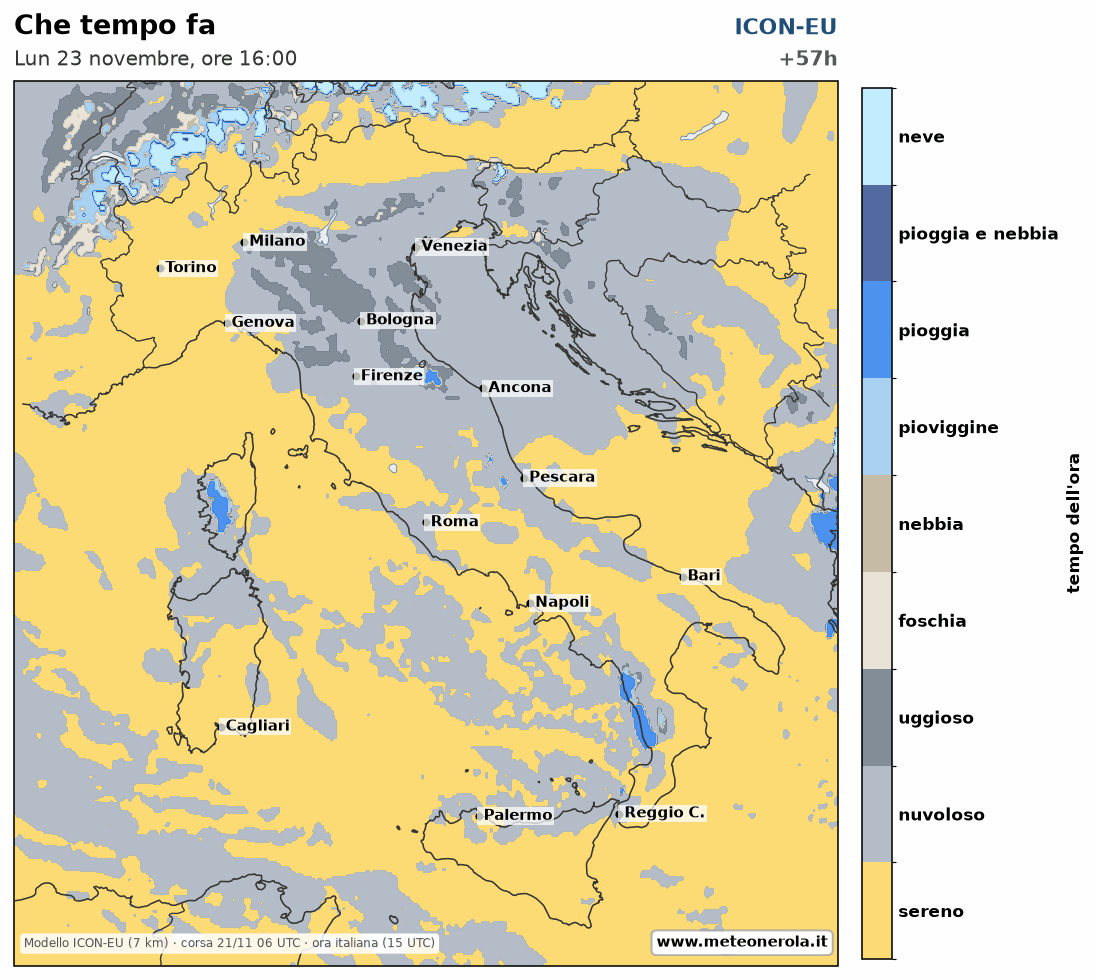 Che tempo fa
ICON-EU
Lun 23 novembre, ore 16:00
+57h
neve
pioggia e nebbia
pioggia
pioviggine
nebbia
foschia
uggioso
nuvoloso
sereno
tempo dell'ora
Milano
Venezia
Torino
Genova
Bologna
Firenze
Ancona
Pescara
Roma
Bari
Napoli
Cagliari
Palermo
Reggio C.
Modello ICON-EU (7 km) · corsa 21/11 06 UTC · ora italiana (15 UTC)
www.meteonerola.it